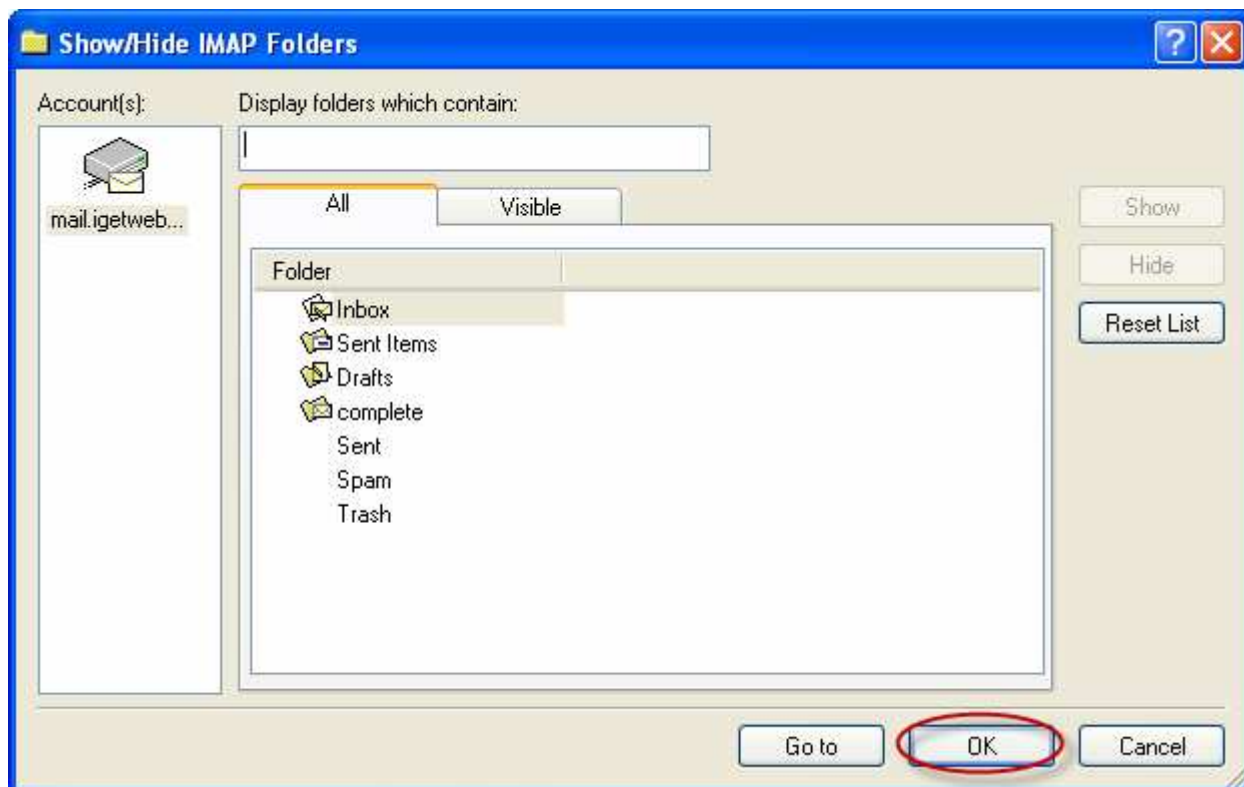 Show/Hide IMAP Folders
Account(s):
Display folders which contain:
mail.igetweb...
All
Visible
Show
Hide
Reset List
Folder
Inbox
Sent Items
Drafts
complete
Sent
Spam
Trash
Go to
OK
Cancel